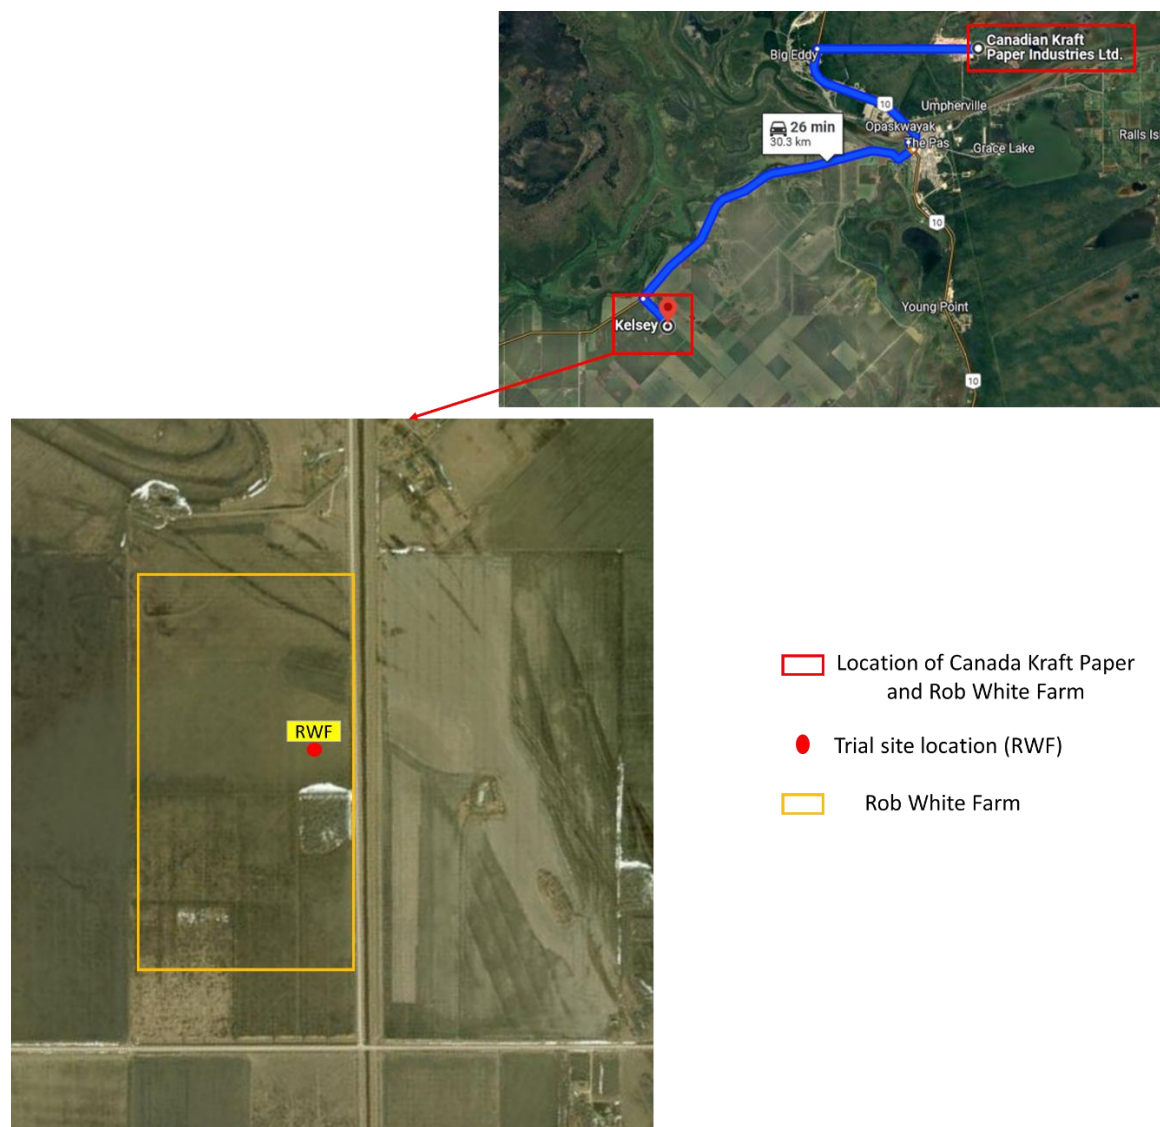 Canadian Kraft
Paper Industries Ltd.
Big Eddy
10
Umpherville
Opaskwayak
26 min
30.3 km
The Pas
Grace Lake
Ralls Is
10
Young Point
Kelsey
10
RWF
Location of Canada Kraft Paper
and Rob White Farm
Trial site location (RWF)
Rob White Farm